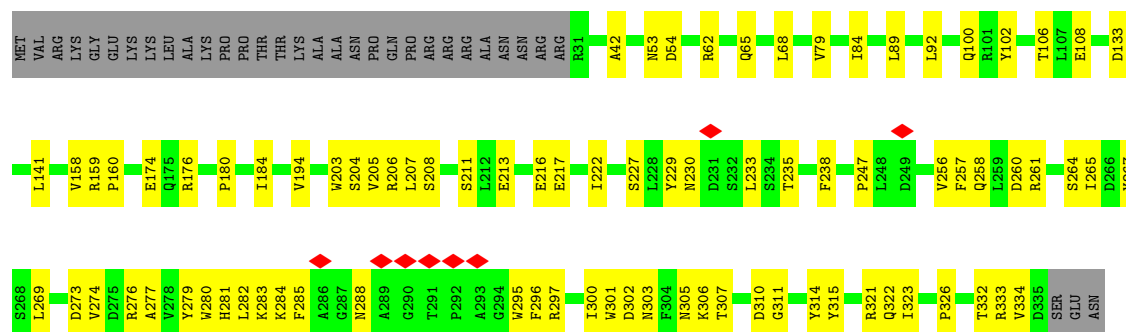 MET VAL ARG LYS GLY GLU LYS LYS LEU ALA LYS PRO PRO THR THR LYS ALA ALA ASN PRO GLN PRO ARG ARG ARG ALA ASN ASN ARG ARG R31 A42 N53 D54 R62 Q65 L68 V79 I84 L89 L92 Q100 R101 Y102 T106 L107 E108 D133
L141 V158 R159 P160 E174 Q175 R176 P180 I184 V194 W203 S204 V205 R206 L207 S208 S211 L212 E213 E216 E217 I222 S227 L228 Y229 N230 D231 S232 L233 S234 T235 F238 P247 L248 D249 V256 F257 Q258 L259 D260 R261 S264 I265 D266
S268 L269 D273 V274 D275 R276 A277 V278 Y279 W280 H281 L282 K283 K284 F285 A286 G287 N288 A289 G290 T291 P292 A293 G294 W295 F296 R297 I300 W301 D302 N303 F304 N305 K306 T307 D310 G311 Y314 Y315 R321 Q322 I323 P326 T332 R333 V334 D335 SER GLU ASN